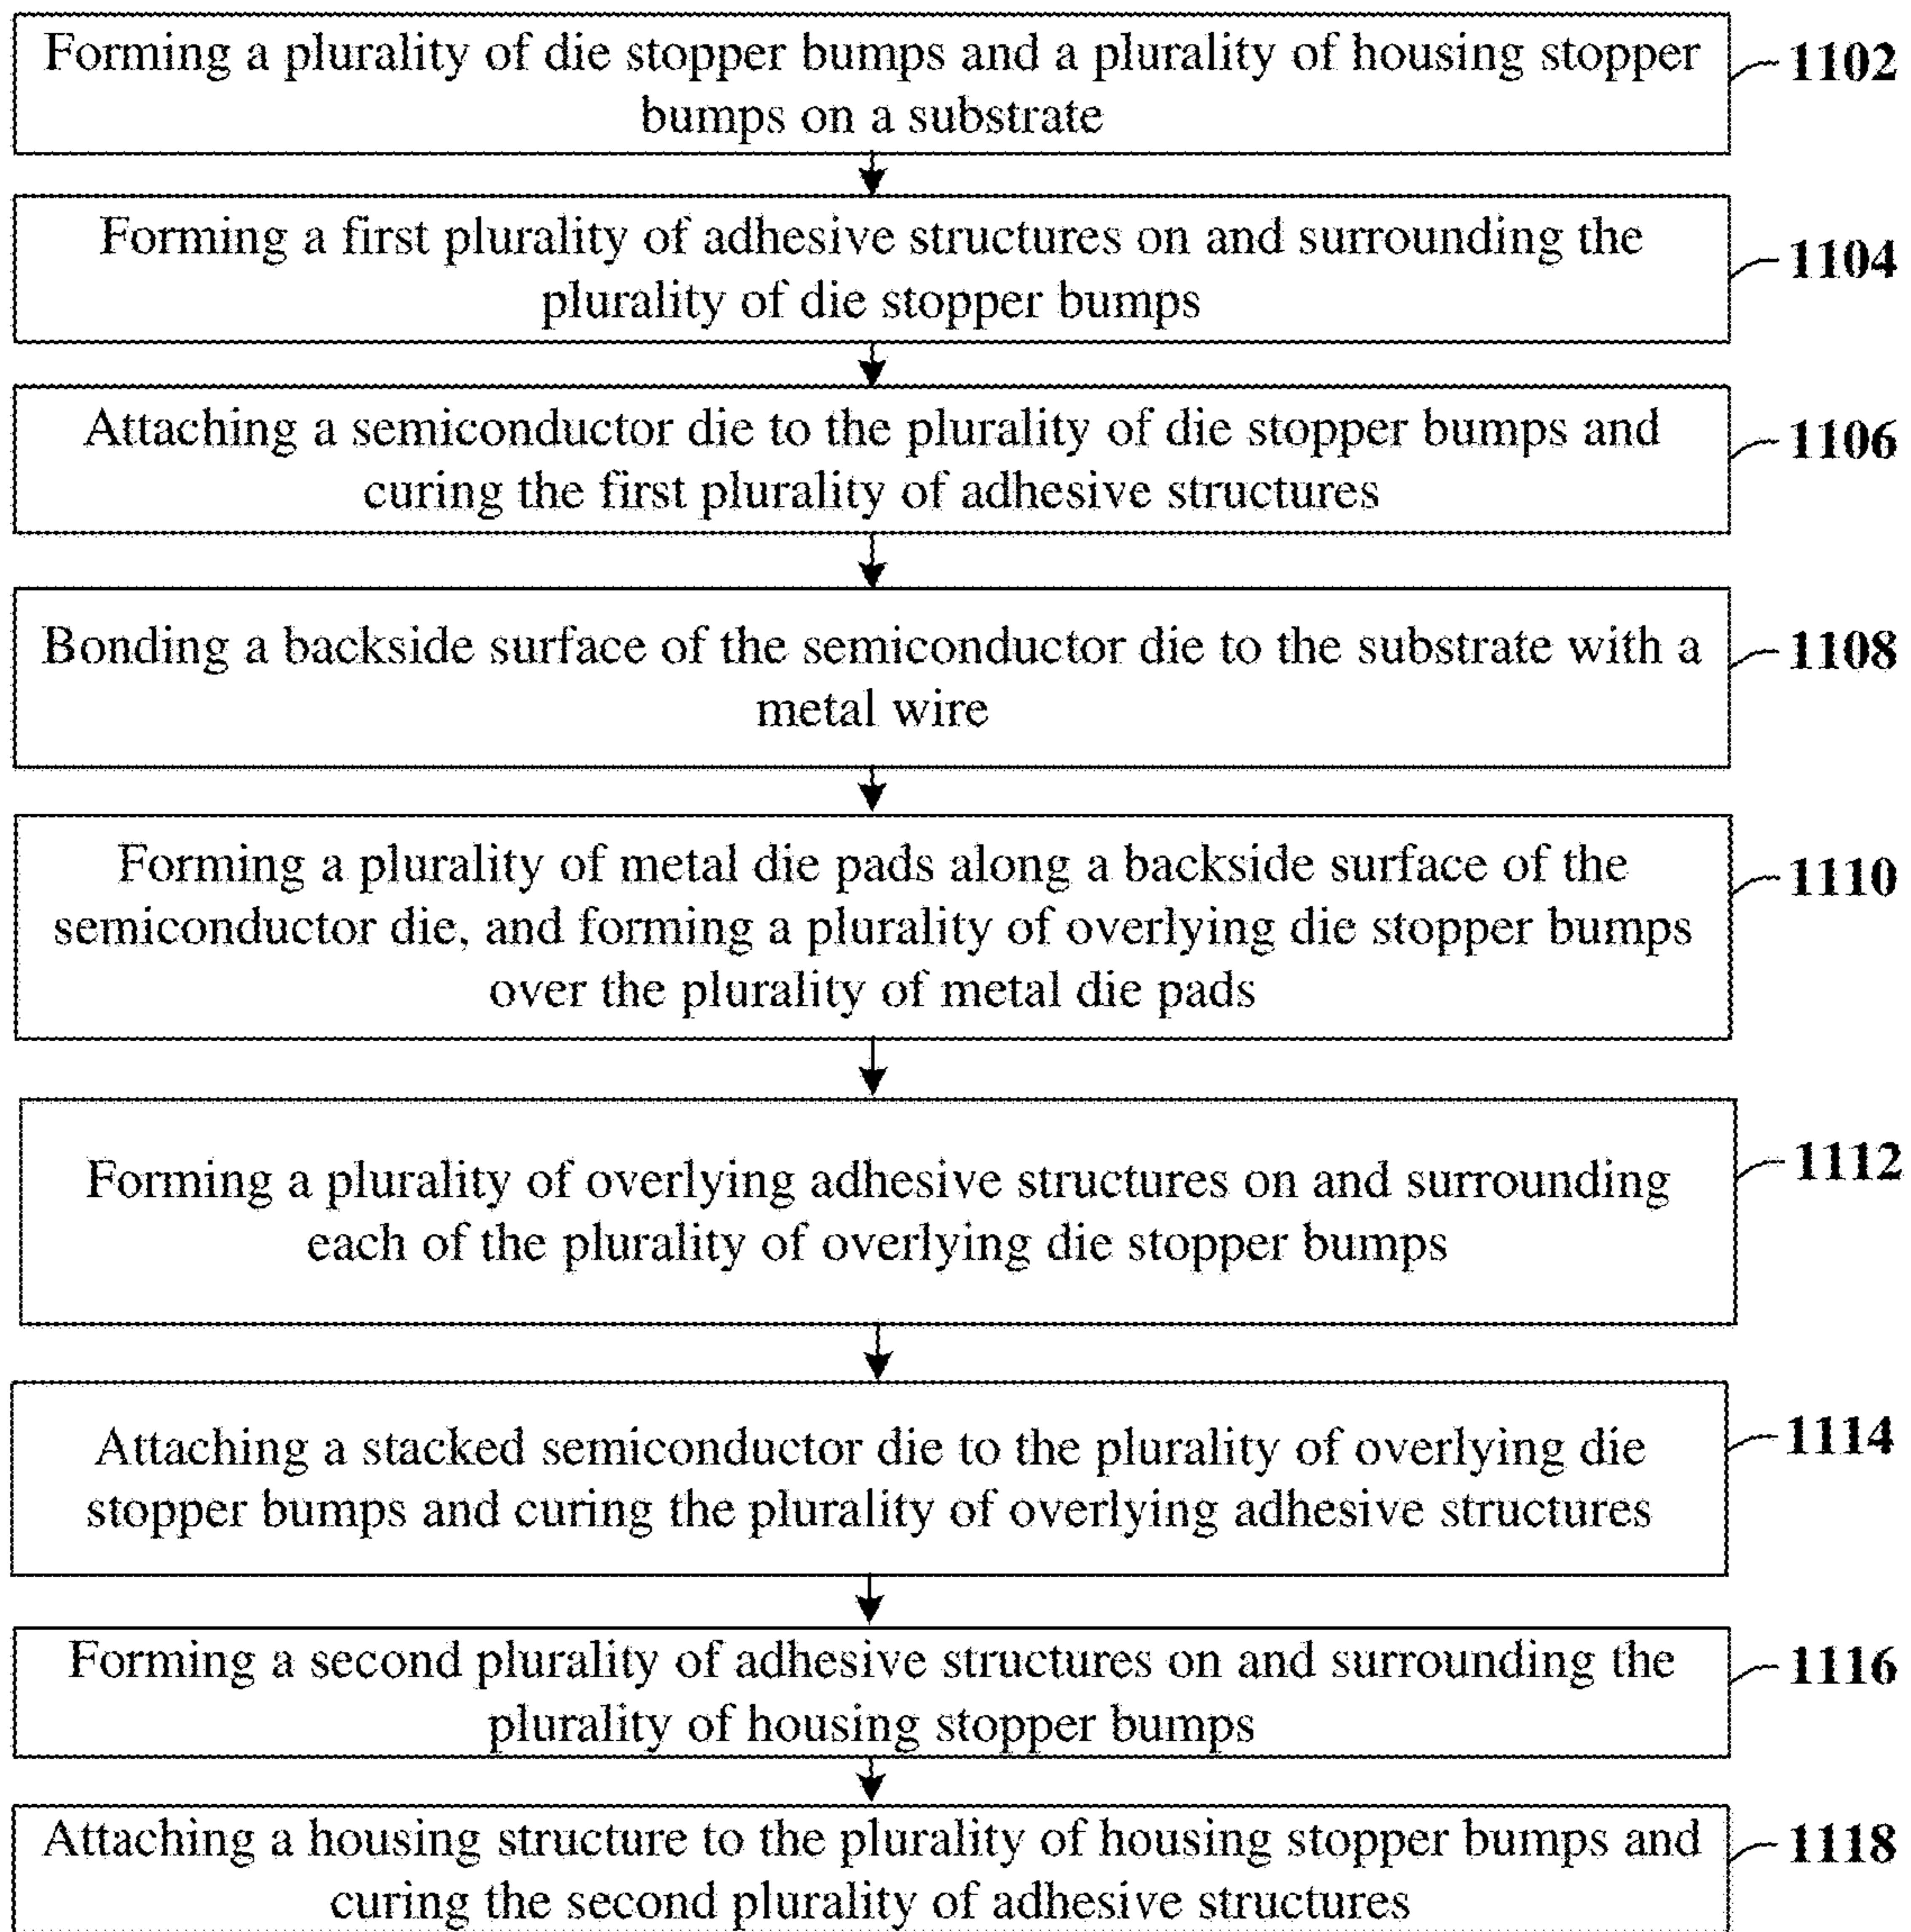 Forming a plurality of die stopper bumps and a plurality of housing stopper
bumps on a substrate
1102
Forming a first plurality of adhesive structures on and surrounding the
plurality of die stopper bumps
1104
Attaching a semiconductor die to the plurality of die stopper bumps and
curing the first plurality of adhesive structures
1106
Bonding a backside surface of the semiconductor die to the substrate with a
metal wire
1108
Forming a plurality of metal die pads along a backside surface of the
semiconductor die, and forming a plurality of overlying die stopper bumps
over the plurality of metal die pads
1110
Forming a plurality of overlying adhesive structures on and surrounding
each of the plurality of overlying die stopper bumps
1112
Attaching a stacked semiconductor die to the plurality of overlying die
stopper bumps and curing the plurality of overlying adhesive structures
1114
Forming a second plurality of adhesive structures on and surrounding the
plurality of housing stopper bumps
1116
Attaching a housing structure to the plurality of housing stopper bumps and
curing the second plurality of adhesive structures
1118